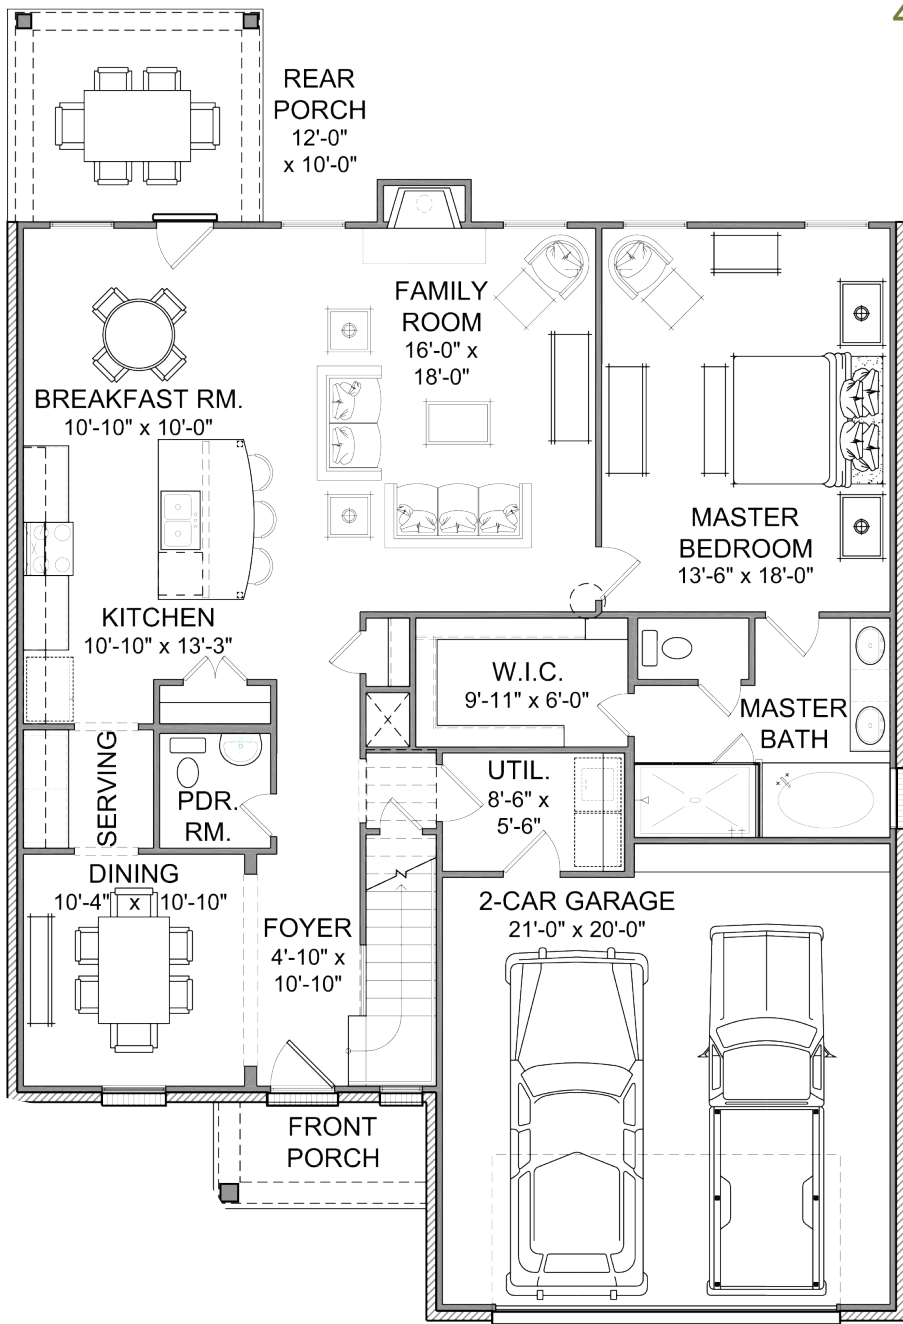 4
REAR
PORCH
12'-0"
x 10'-0"
FAMILY
ROOM
16'-0" x
18'-0"
BREAKFAST RM.
10'-10" x 10'-0"
MASTER
BEDROOM
13'-6" x 18'-0"
KITCHEN
10'-10" x 13'-3"
W.I.C.
9'-11" x 6'-0"
MASTER
BATH
SERVING
PDR.
RM.
UTIL.
8'-6" x
5'-6"
DINING
10'-4" x 10'-10"
FOYER
4'-10" x
10'-10"
2-CAR GARAGE
21'-0" x 20'-0"
FRONT
PORCH